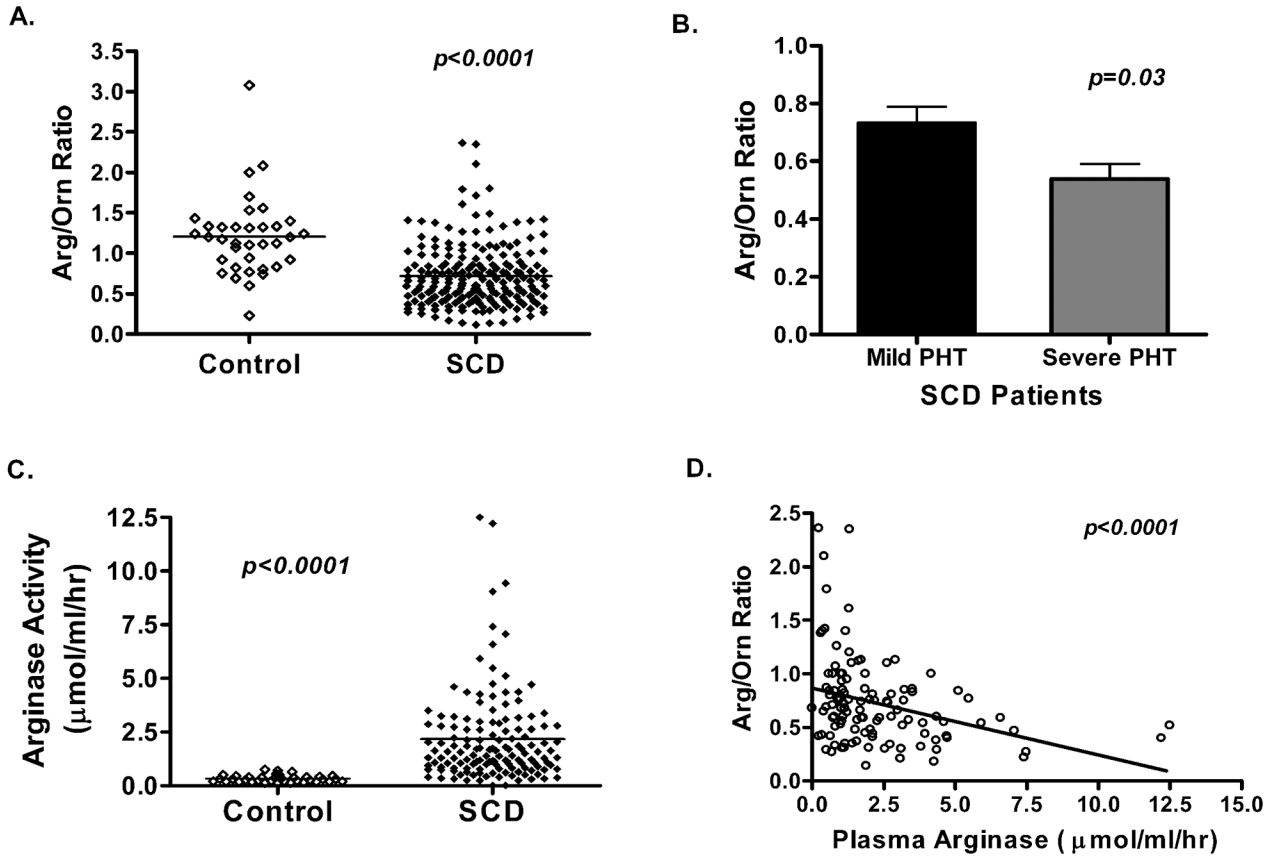 A.
p<0.0001
Arg/Orn Ratio
3.5
3.0
2.5
2.0
1.5
1.0
0.5
0.0
Control SCD
B.
p=0.03
Arg/Orn Ratio
1.0
0.8
0.6
0.4
0.2
0.0
Mild PHT Severe PHT
SCD Patients
C.
p<0.0001
Arginase Activity
(μmol/ml/hr)
12.5
10.0
7.5
5.0
2.5
0.0
Control SCD
D.
p<0.0001
Arg/Orn Ratio
2.5
2.0
1.5
1.0
0.5
0.0
0.0 2.5 5.0 7.5 10.0 12.5 15.0
Plasma Arginase ( μmol/ml/hr)